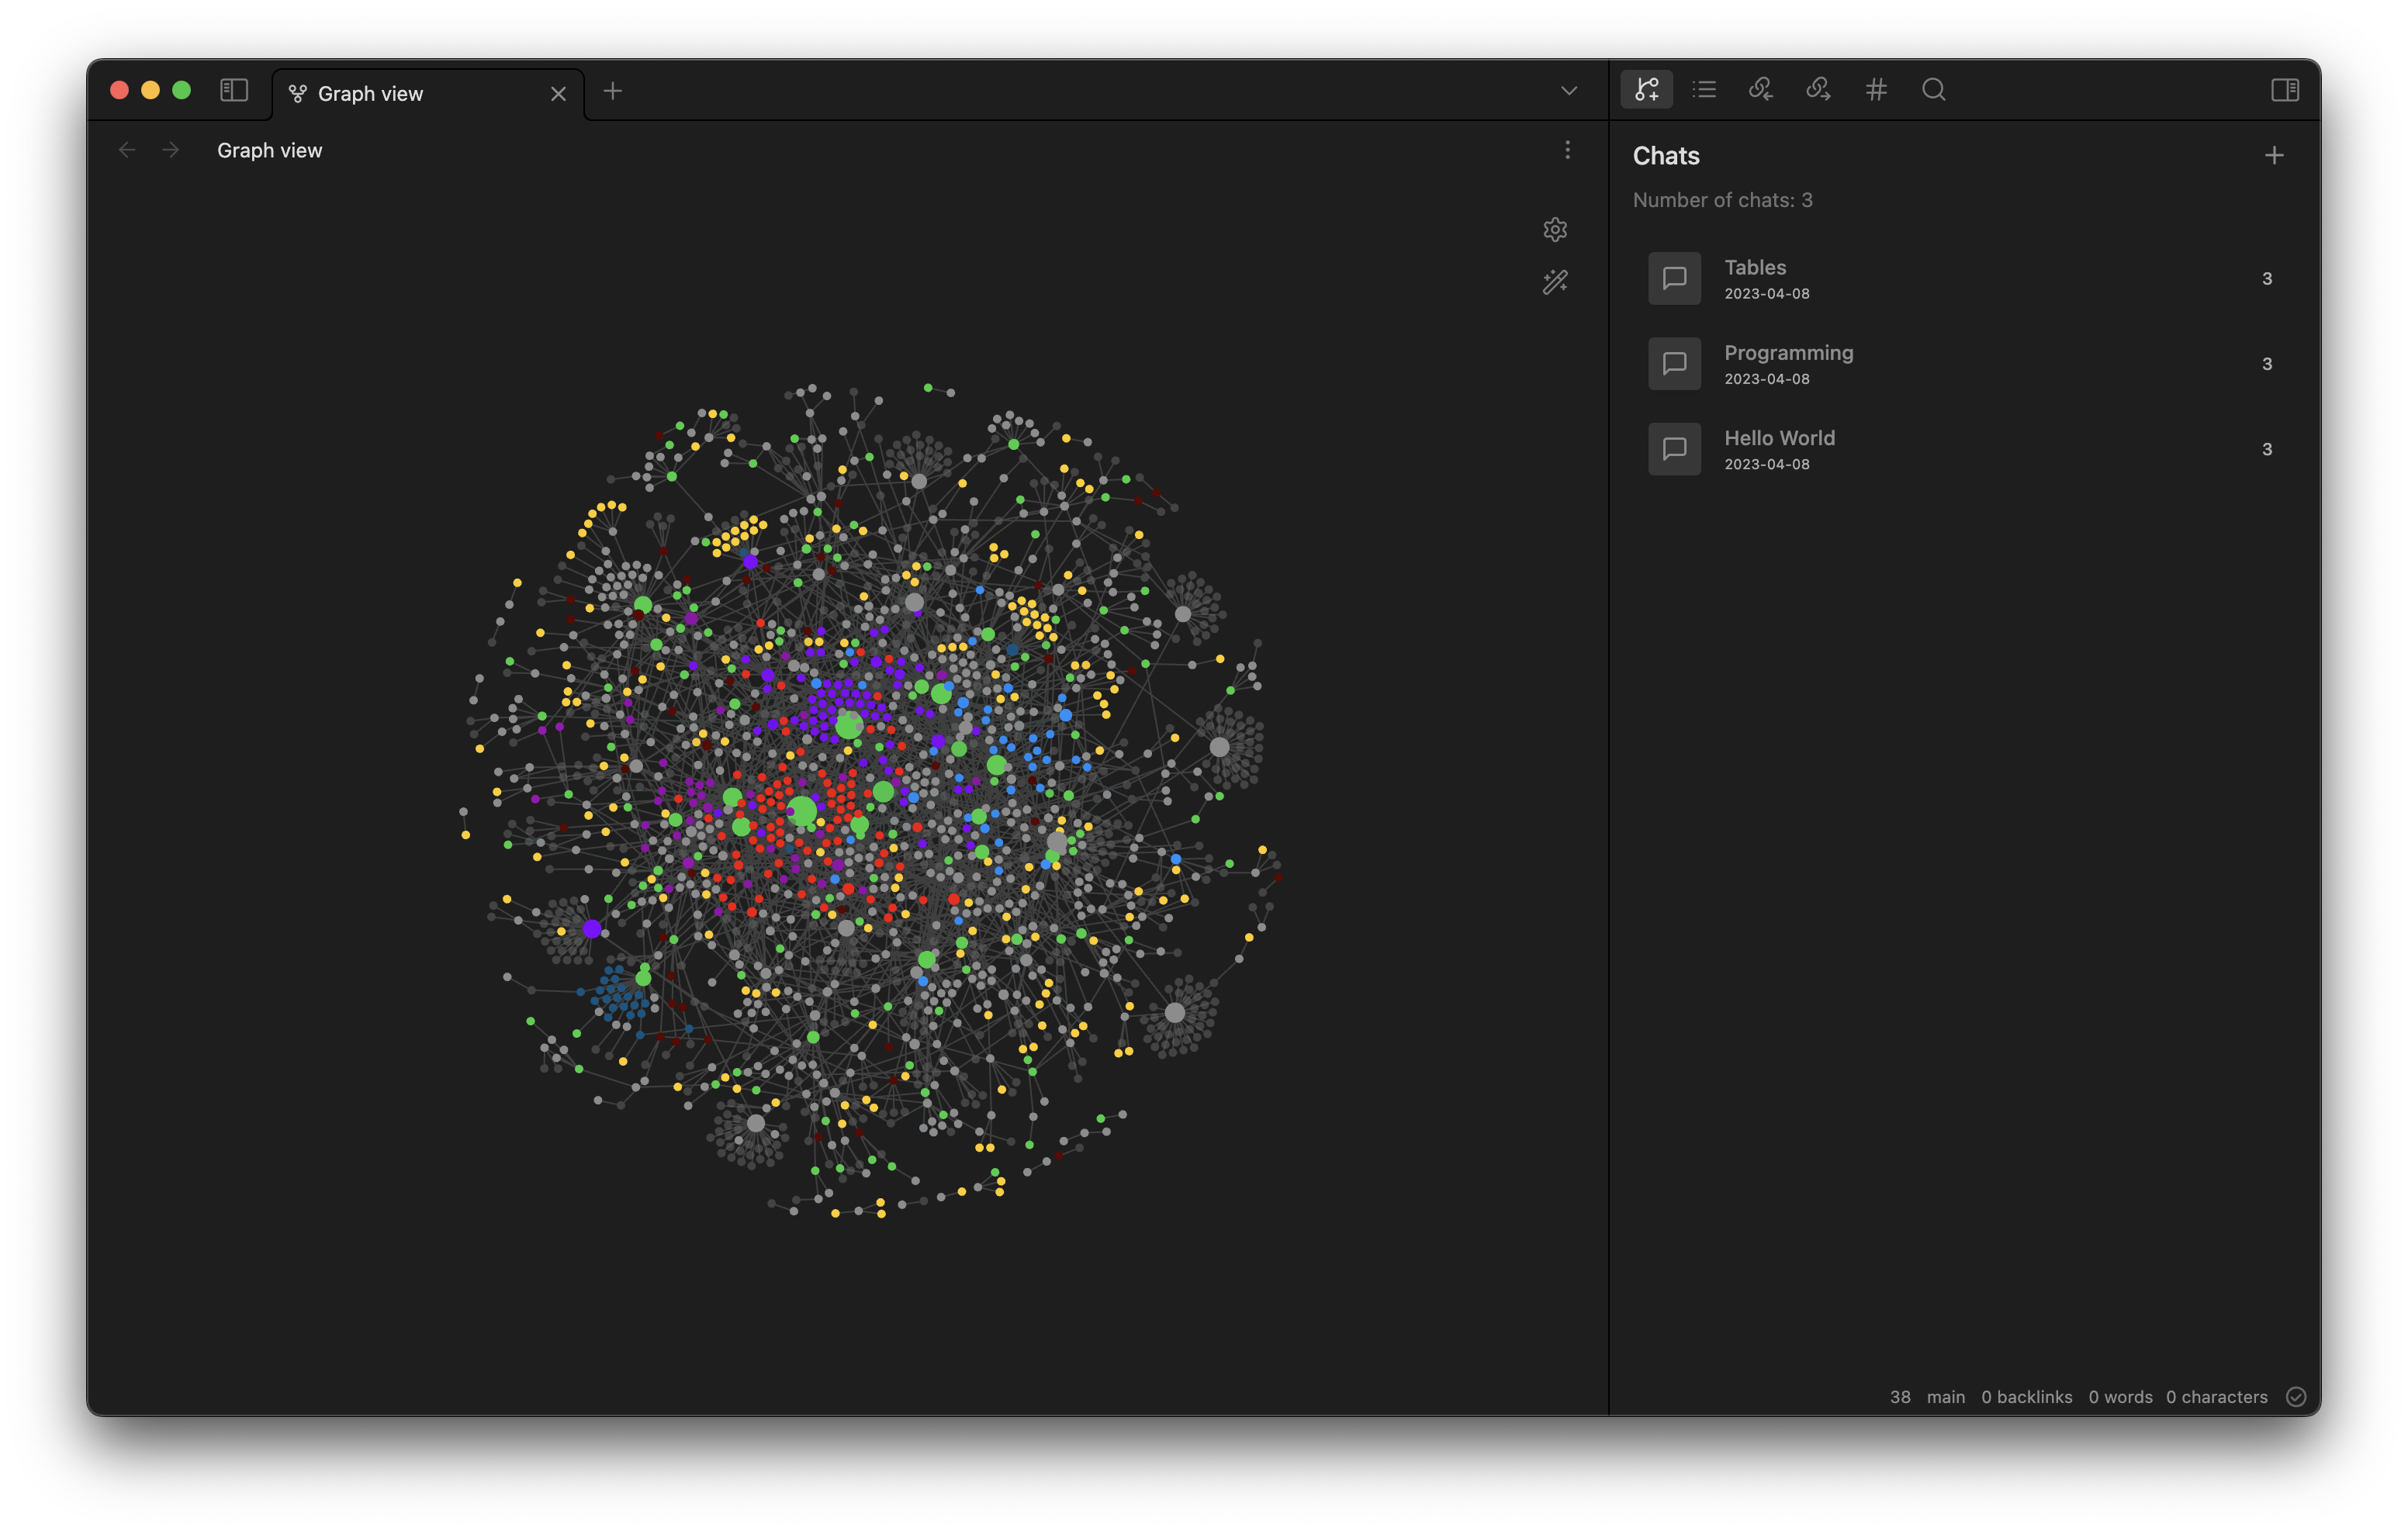 Graph view
Graph view
Chats
Number of chats: 3
Tables
2023-04-08
3
Programming
2023-04-08
3
Hello World
2023-04-08
3
38 main 0 backlinks 0 words 0 characters